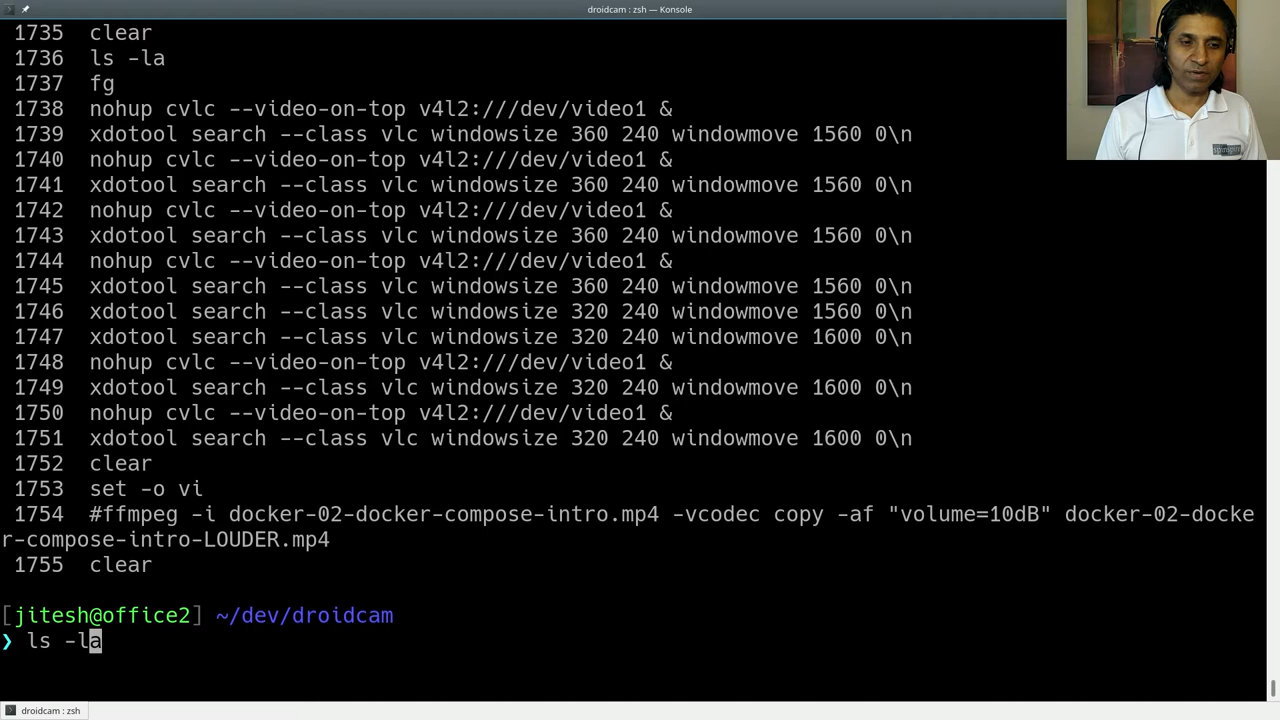 droidcam : zsh — Konsole
1735  clear
1736  ls -la
1737  fg
1738  nohup cvlc --video-on-top v4l2:///dev/video1 &
1739  xdotool search --class vlc windowsize 360 240 windowmove 1560 0\n
1740  nohup cvlc --video-on-top v4l2:///dev/video1 &
1741  xdotool search --class vlc windowsize 360 240 windowmove 1560 0\n
1742  nohup cvlc --video-on-top v4l2:///dev/video1 &
1743  xdotool search --class vlc windowsize 360 240 windowmove 1560 0\n
1744  nohup cvlc --video-on-top v4l2:///dev/video1 &
1745  xdotool search --class vlc windowsize 360 240 windowmove 1560 0\n
1746  xdotool search --class vlc windowsize 320 240 windowmove 1560 0\n
1747  xdotool search --class vlc windowsize 320 240 windowmove 1600 0\n
1748  nohup cvlc --video-on-top v4l2:///dev/video1 &
1749  xdotool search --class vlc windowsize 320 240 windowmove 1600 0\n
1750  nohup cvlc --video-on-top v4l2:///dev/video1 &
1751  xdotool search --class vlc windowsize 320 240 windowmove 1600 0\n
1752  clear
1753  set -o vi
1754  #ffmpeg -i docker-02-docker-compose-intro.mp4 -vcodec copy -af "volume=10dB" docker-02-docke
r-compose-intro-LOUDER.mp4
1755  clear
[jitesh@office2] ~/dev/droidcam
❯ ls -la
droidcam : zsh